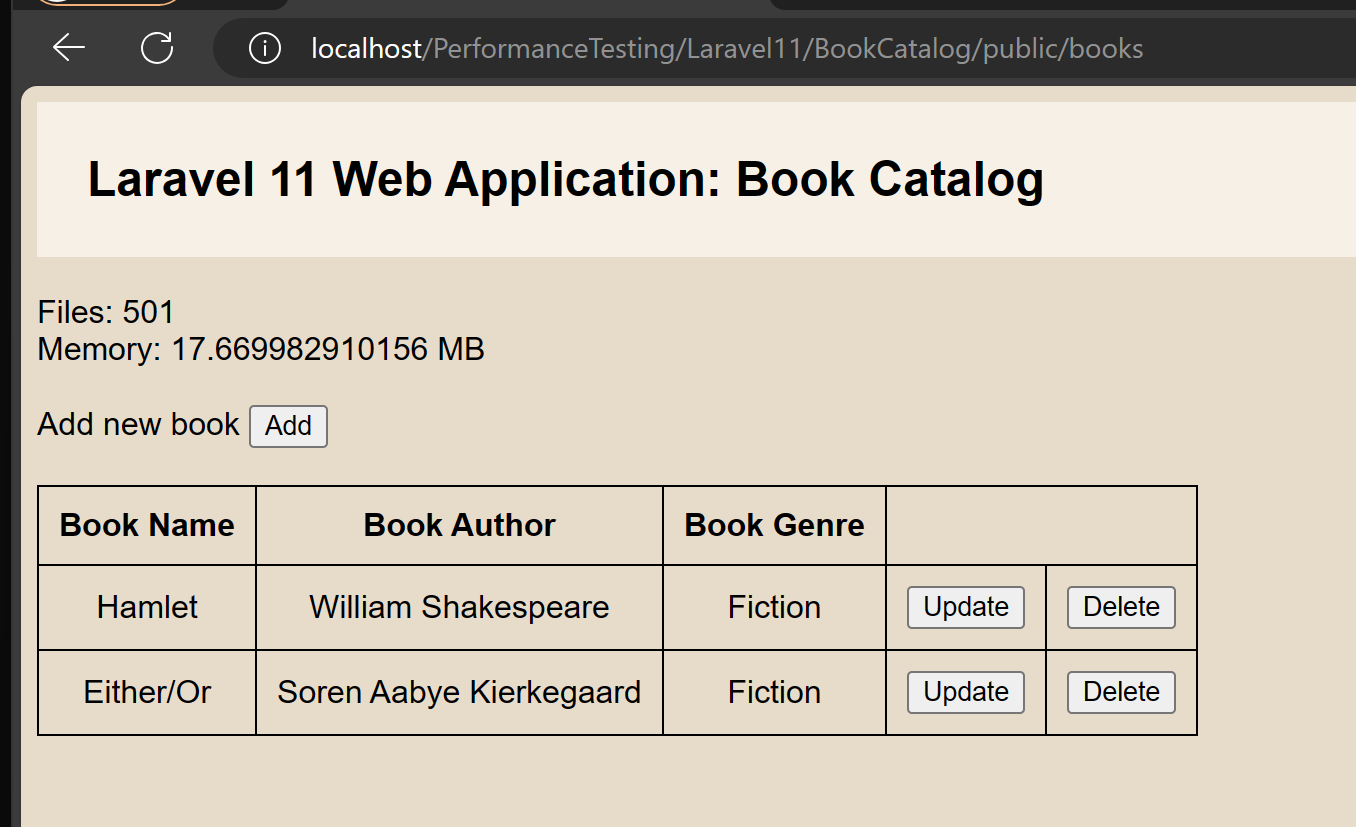 localhost/PerformanceTesting/Laravel11/BookCatalog/public/books
Laravel 11 Web Application: Book Catalog
Files: 501
Memory: 17.669982910156 MB
Add new book Add
Book Name Book Author Book Genre
Hamlet William Shakespeare Fiction Update Delete
Either/Or Soren Aabye Kierkegaard Fiction Update Delete